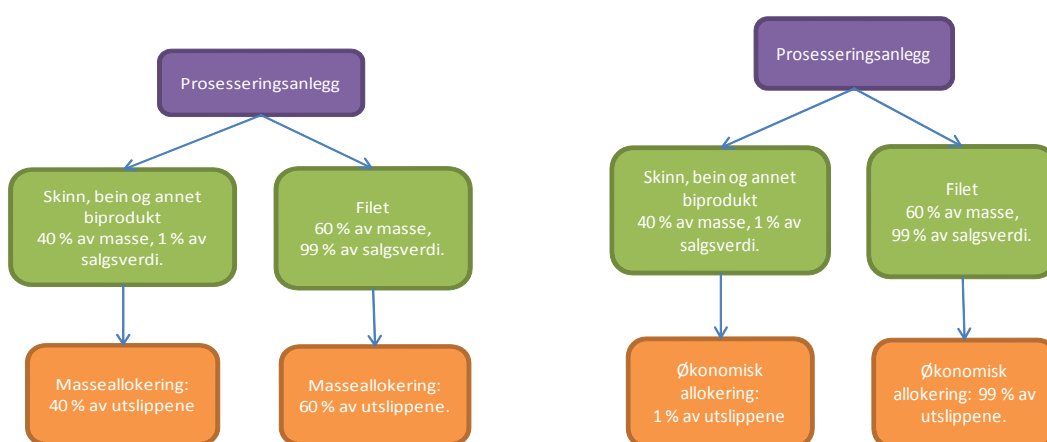 Prosesseringsanlegg
Skinn, bein og annet
biprodukt
40 % av masse, 1 % av
salgsverdi.
Filet
60 % av masse,
99 % av salgsverdi.
Masseallokering:
40 % av utslippene
Masseallokering:
60 % av utslippene.
Prosesseringsanlegg
Skinn, bein og annet
biprodukt
40 % av masse, 1 % av
salgsverdi.
Filet
60 % av masse,
99 % av salgsverdi.
Økonomisk
allokering:
1 % av utslippene
Økonomisk
allokering: 99 % av
utslippene.